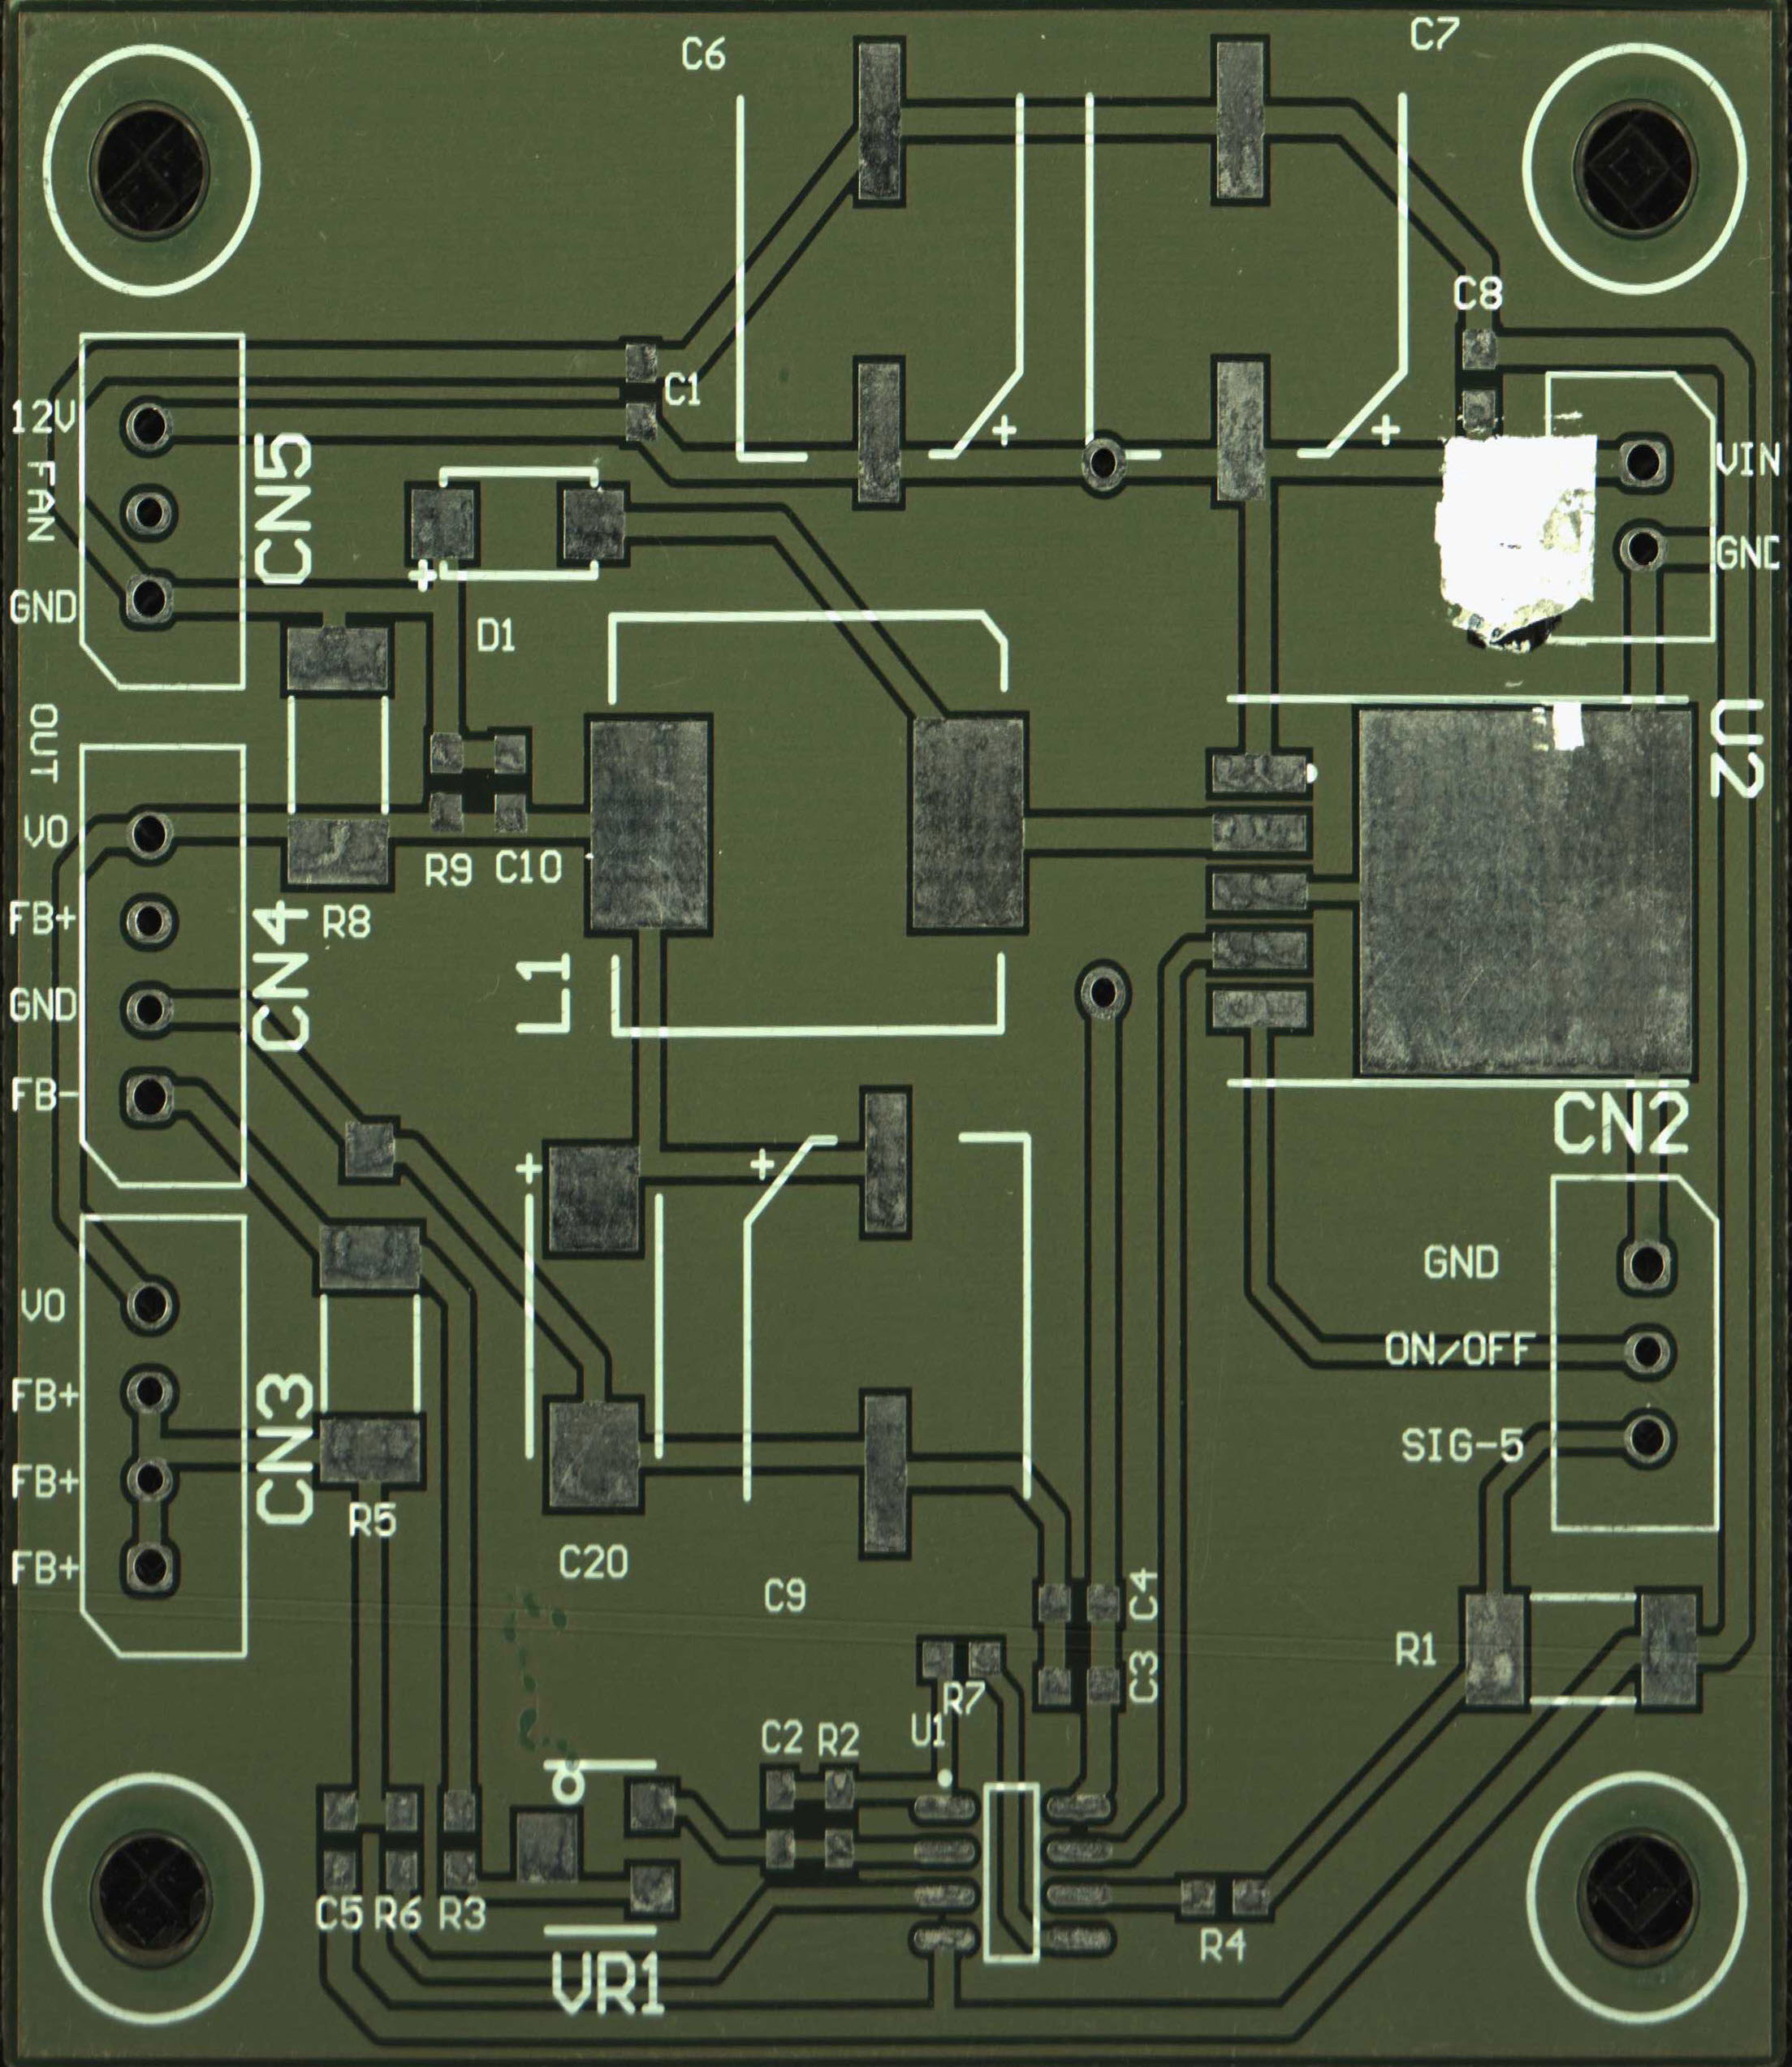 C6
C7
C8
C1
12V
FAN
GND
CN5
+
+
VIN
GND
+
D1
OUT
U2
VO
FB+
GND
FB-
CN4
R9
C10
R8
L1
CN2
+
+
GND
ON/OFF
SIG-5
VO
FB+
FB+
FB+
CN3
R5
C20
C9
C4
C3
R1
R7
U1
C2
R2
C5
R6
R3
VR1
R4